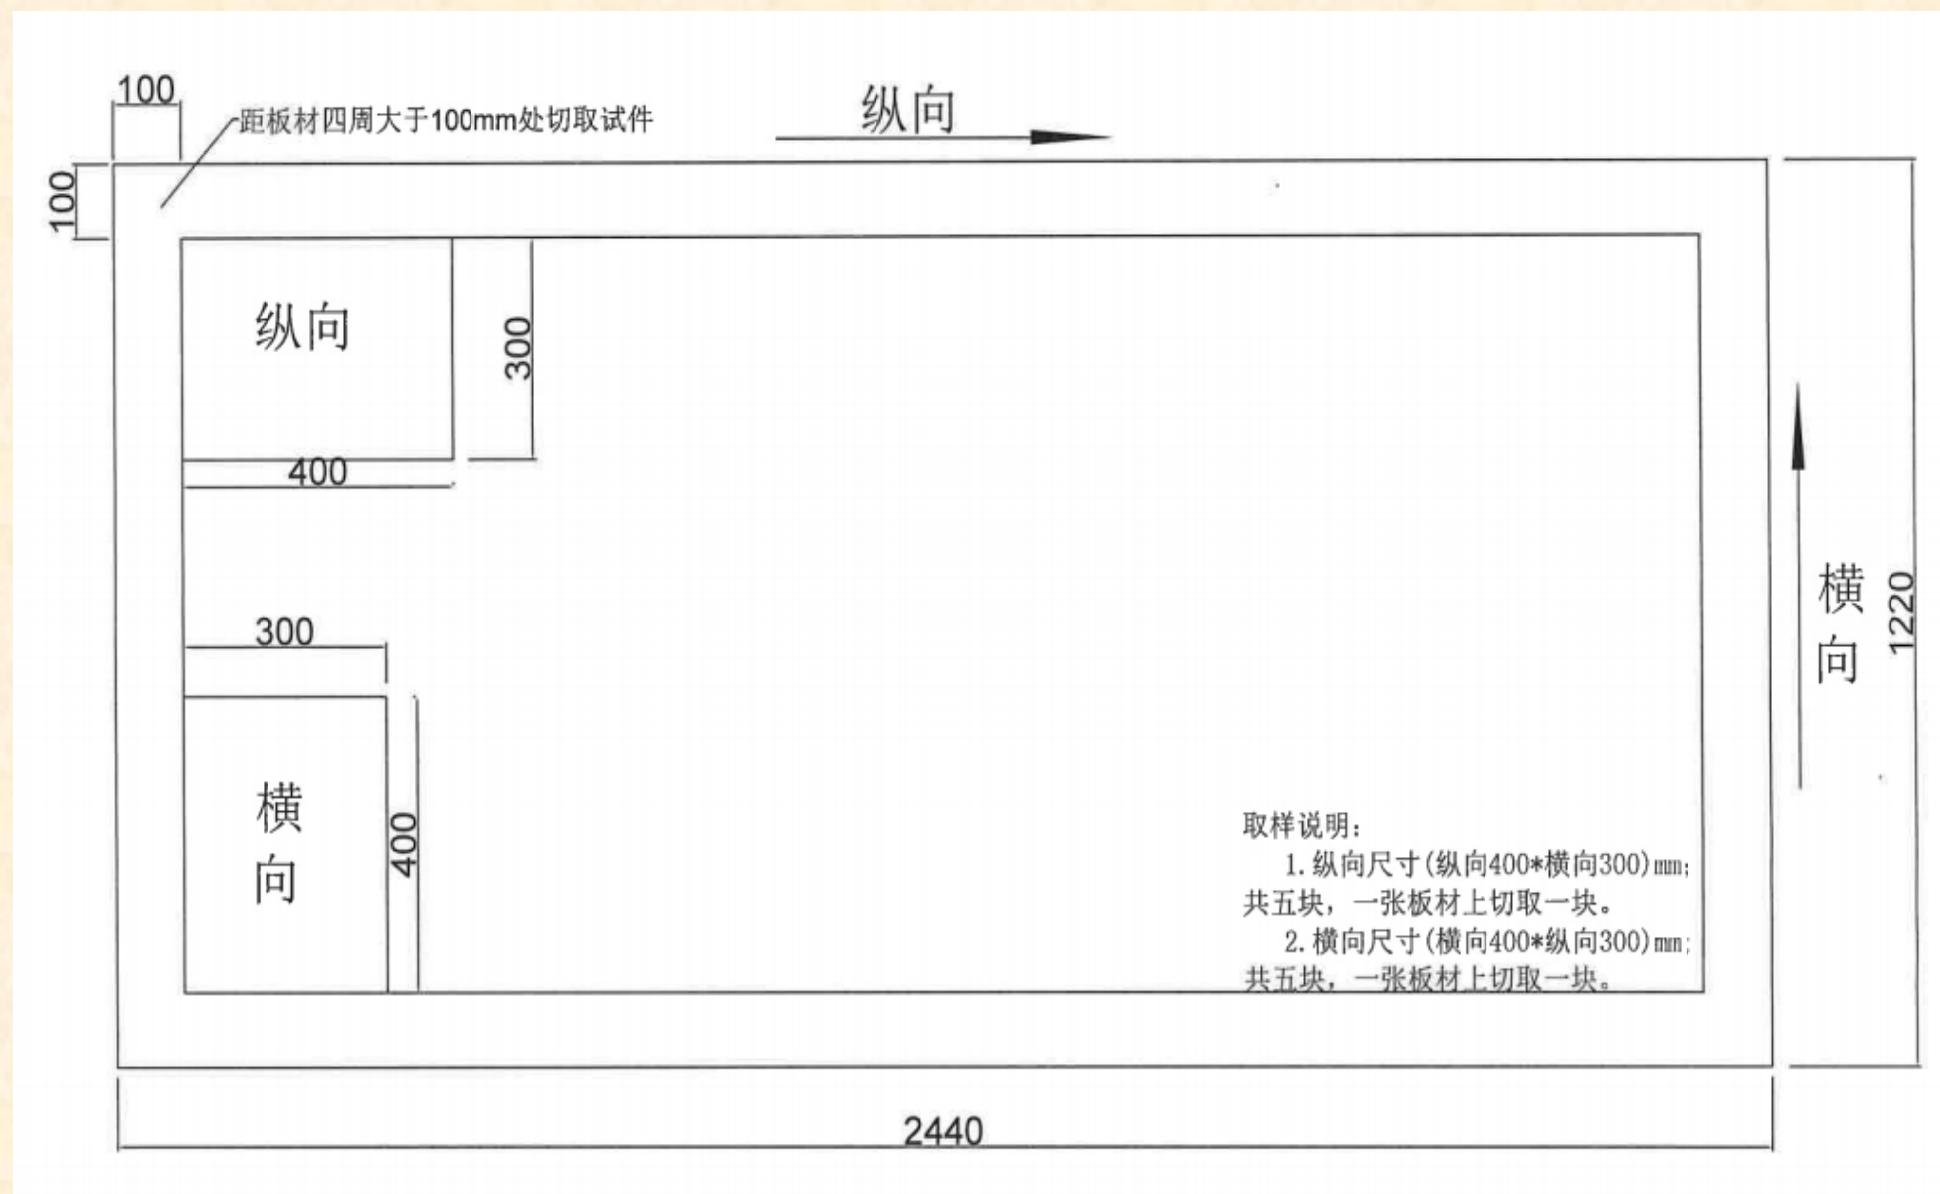 100
距板材四周大于100mm处切取试件
纵向
100
纵向
300
400
300
横向
400
横向
1220
取样说明：
1.纵向尺寸(纵向400*横向300)mm;
共五块，一张板材上切取一块。
2.横向尺寸(横向400*纵向300)mm;
共五块，一张板材上切取一块。
2440